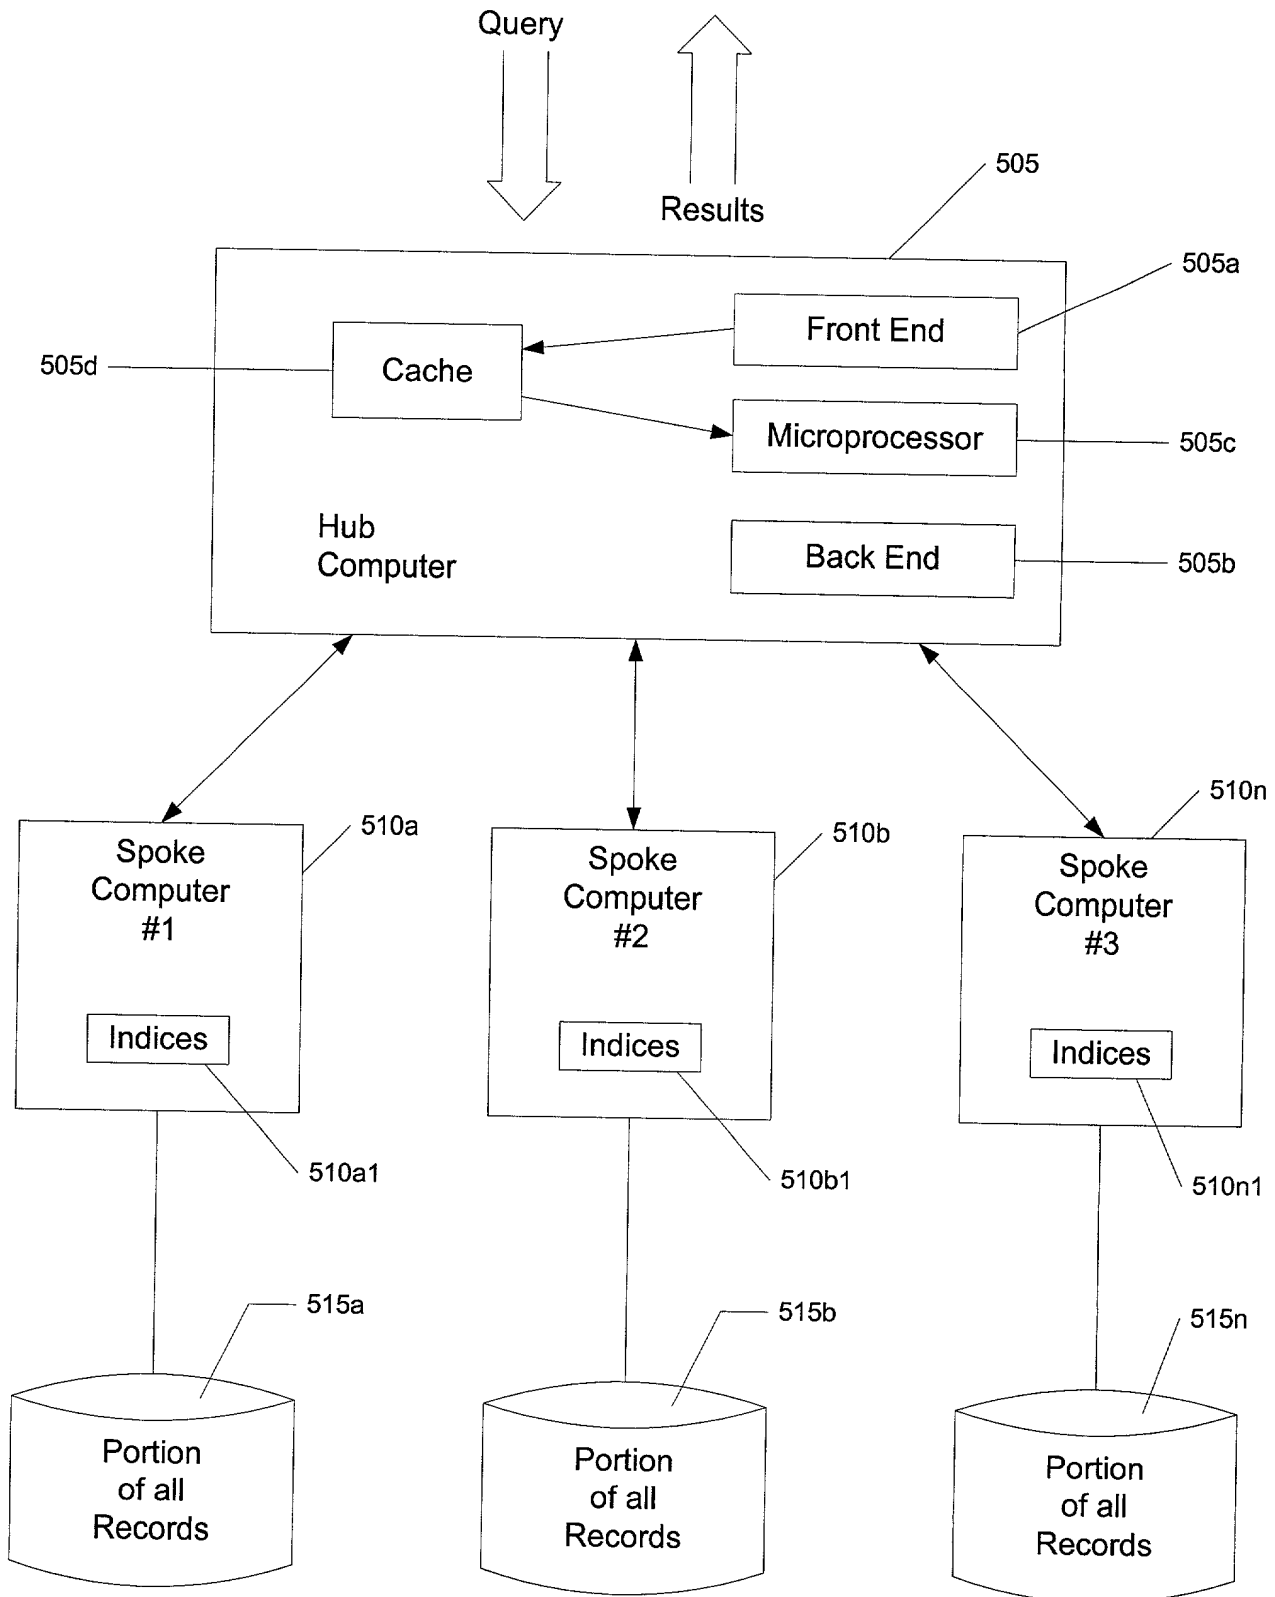 Query
Results
505
505a
Front End
505d
Cache
Microprocessor
505c
Hub
Computer
Back End
505b
510a
510b
510n
Spoke
Computer
#1
Spoke
Computer
#2
Spoke
Computer
#3
Indices
Indices
Indices
510a1
510b1
510n1
515a
515b
515n
Portion
of all
Records
Portion
of all
Records
Portion
of all
Records